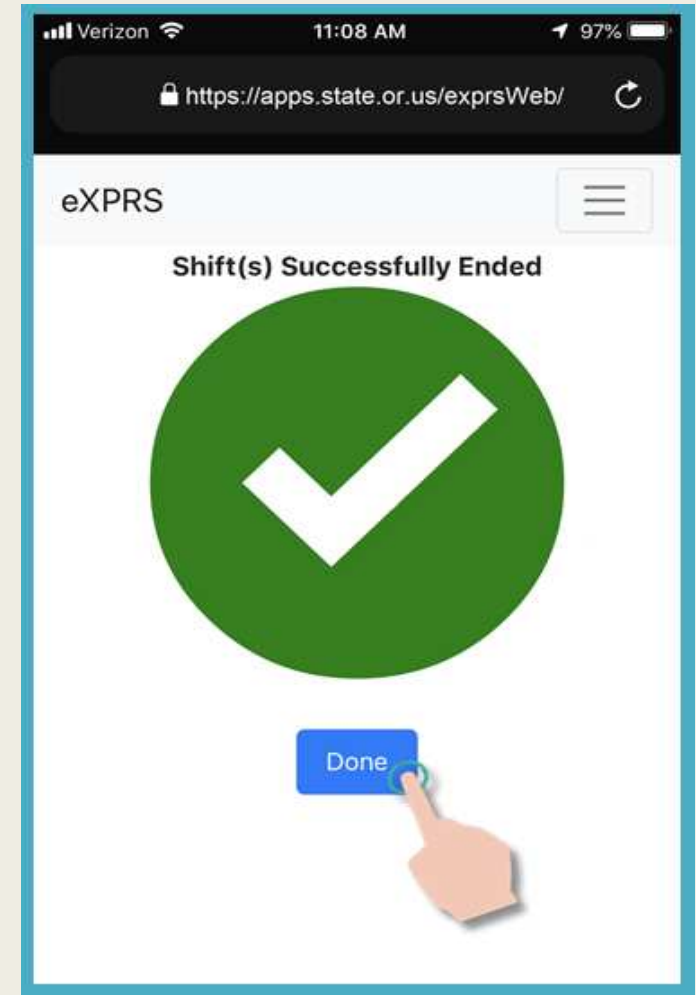 Verizon 11:08 AM 97%
https://apps.state.or.us/exprsWeb/
eXPRS
Shift(s) Successfully Ended
Done